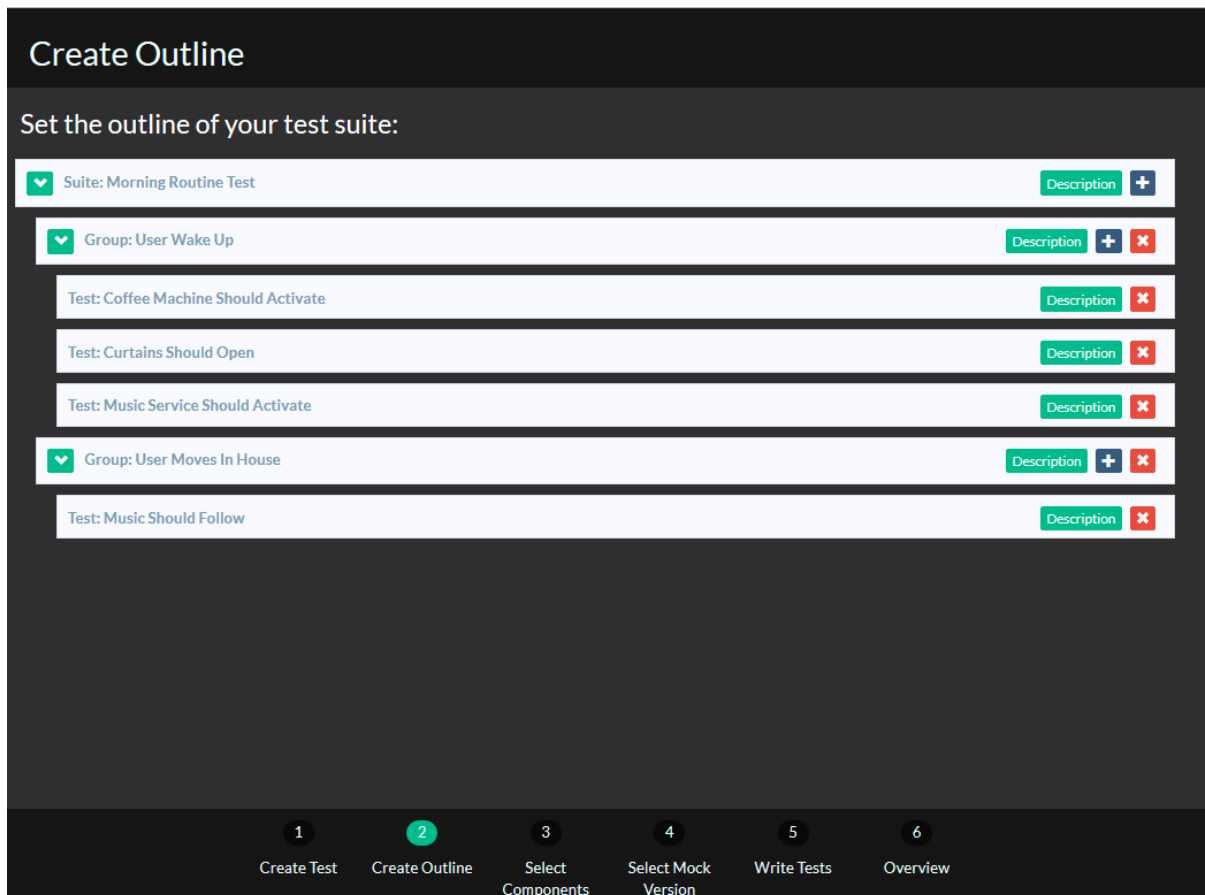 Create Outline
Set the outline of your test suite:
Suite: Morning Routine Test Description
Group: User Wake Up Description
Test: Coffee Machine Should Activate Description
Test: Curtains Should Open Description
Test: Music Service Should Activate Description
Group: User Moves In House Description
Test: Music Should Follow Description
1 2 3 4 5 6
Create Test Create Outline Select Select Mock Write Tests Overview
Components Version